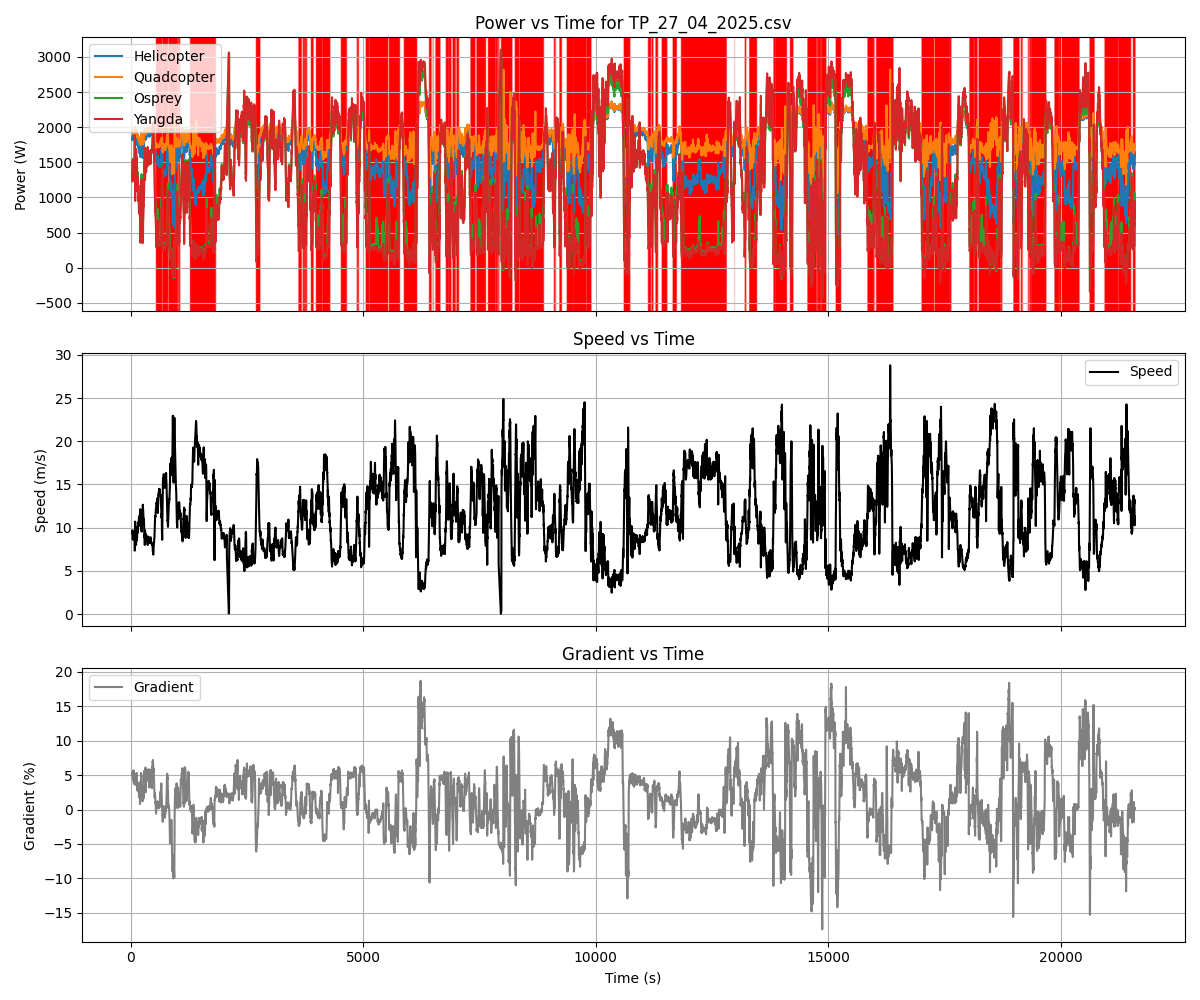 Power vs Time for TP_27_04_2025.csv
Helicopter
Quadcopter
Osprey
Yangda
3000
2500
2000
1500
1000
500
0
−500
Power (W)
Speed vs Time
Speed
30
25
20
15
10
5
0
Speed (m/s)
Gradient vs Time
Gradient
20
15
10
5
0
−5
−10
−15
Gradient (%)
0 5000 10000 15000 20000
Time (s)